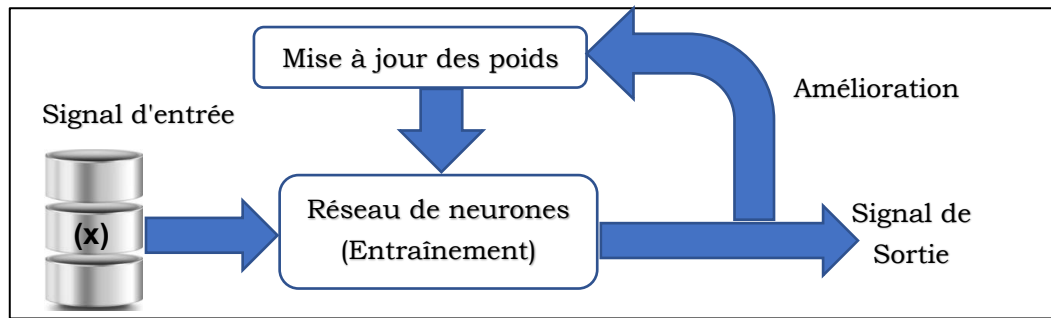 Mise à jour des poids
Amélioration
Signal d'entrée
(x)
Réseau de neurones
(Entraînement)
Signal de
Sortie